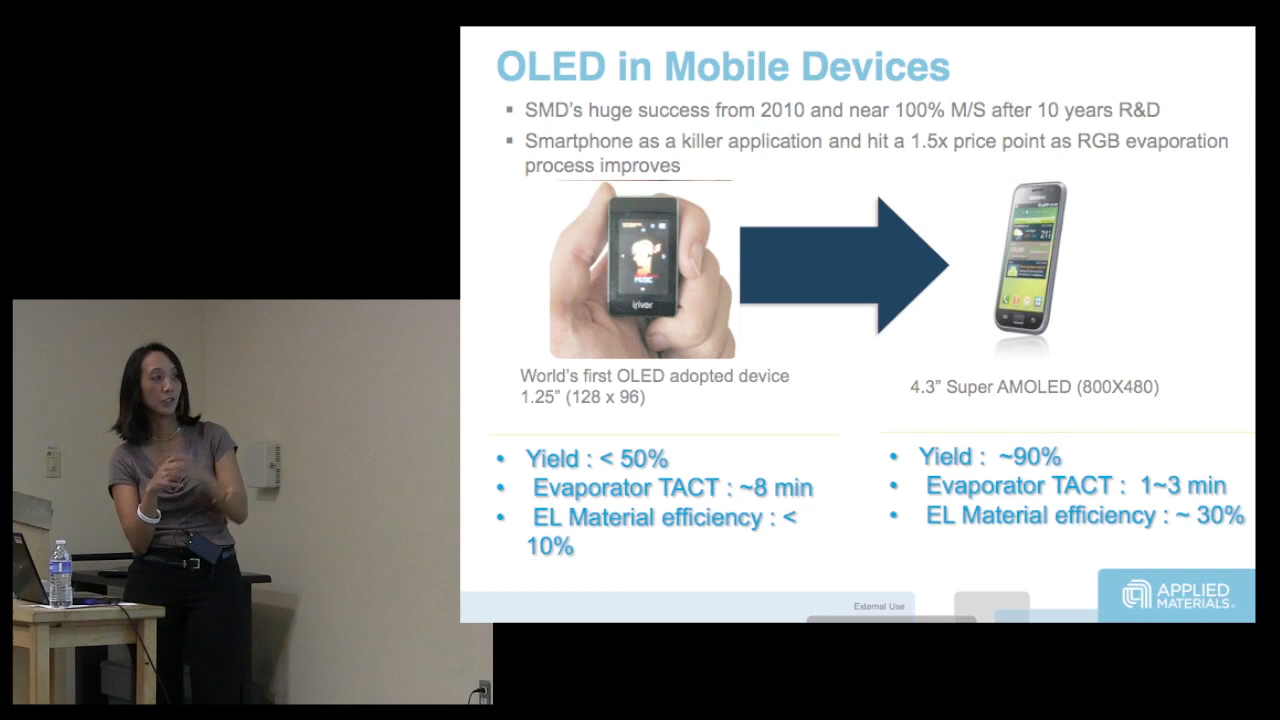 OLED in Mobile Devices
▪ SMD's huge success from 2010 and near 100% M/S after 10 years R&D
▪ Smartphone as a killer application and hit a 1.5x price point as RGB evaporation
process improves
iriver
World's first OLED adopted device
1.25” (128 x 96)
4.3” Super AMOLED (800X480)
• Yield : < 50%
• Evaporator TACT : ~8 min
• EL Material efficiency : <
10%
• Yield : ~90%
• Evaporator TACT : 1~3 min
• EL Material efficiency : ~ 30%
External Use
APPLIED
MATERIALS